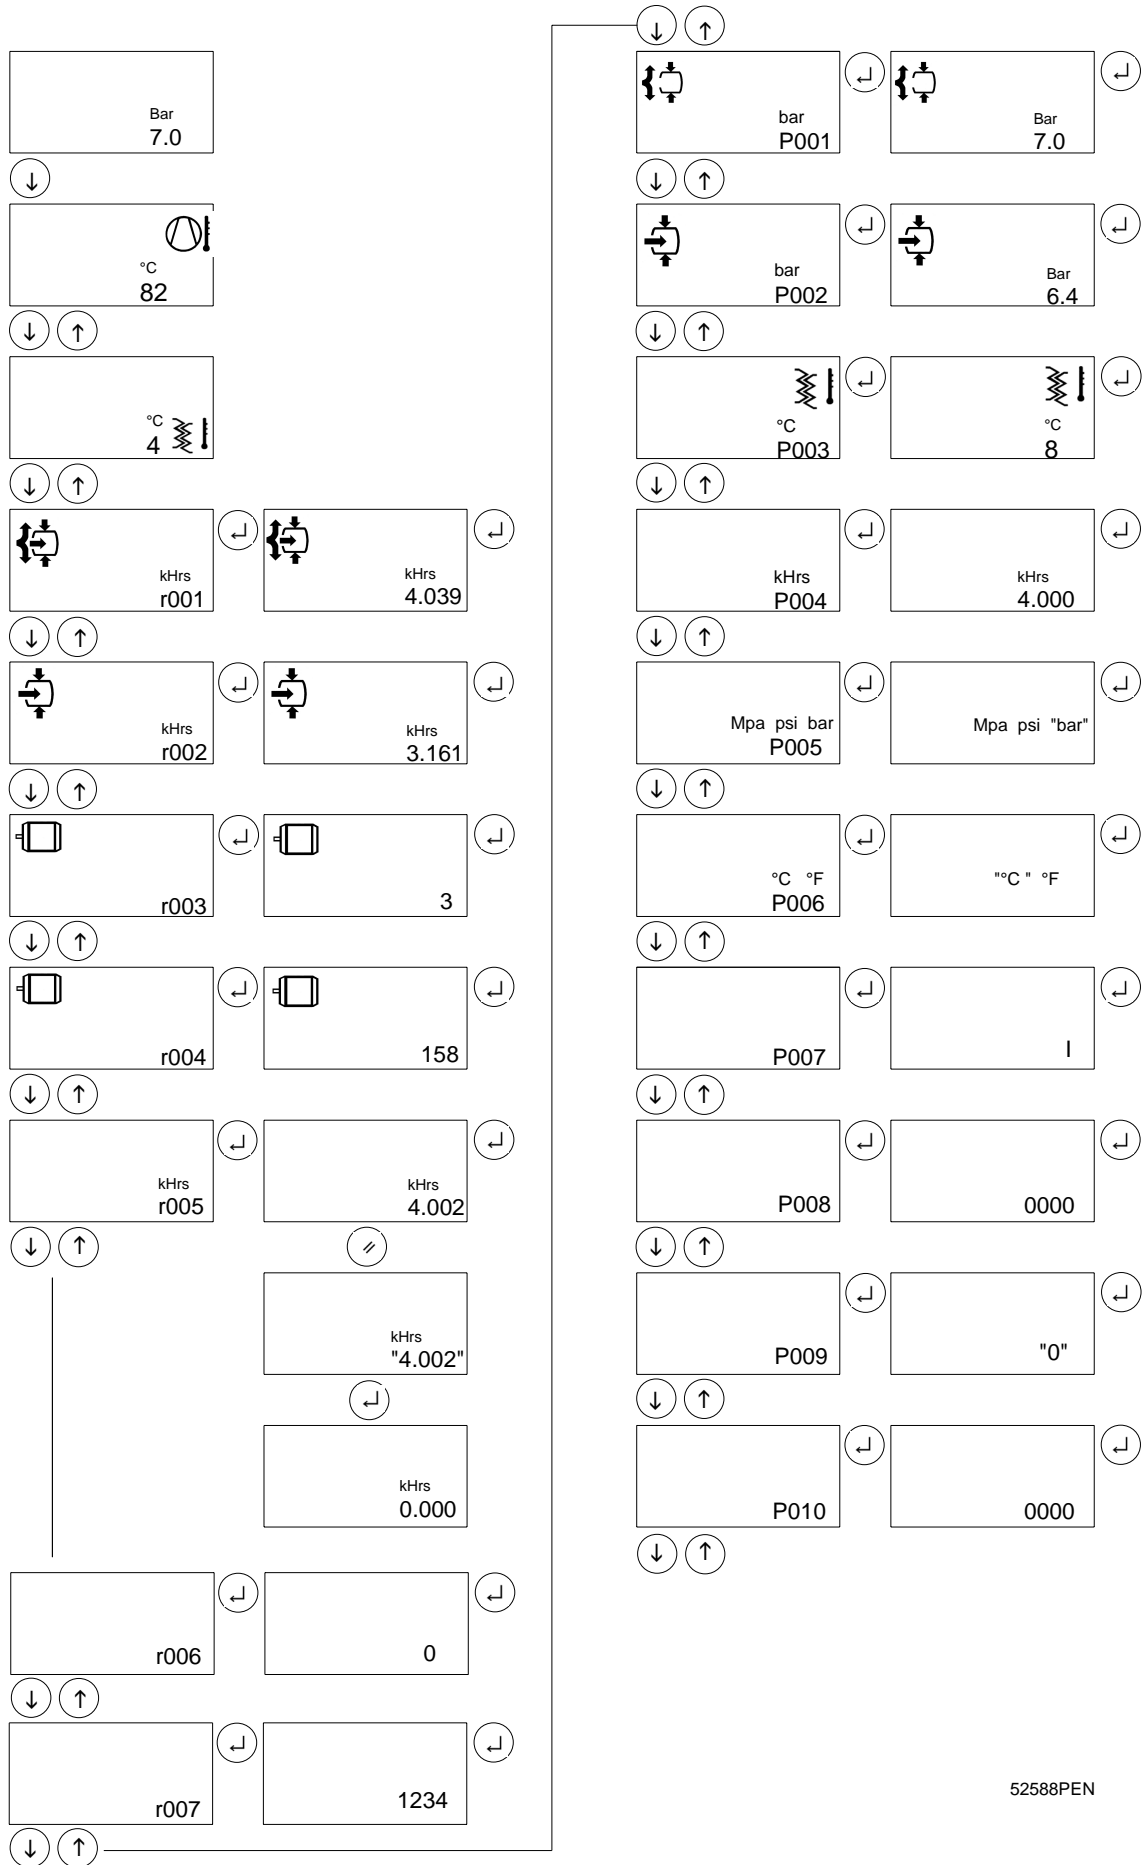 Bar
7.0
°C
82
°C
4
kHrs
r001
kHrs
4.039
kHrs
r002
kHrs
3.161
r003
3
r004
158
kHrs
r005
kHrs
4.002
kHrs
"4.002"
kHrs
0.000
r006
0
r007
1234
bar
P001
Bar
7.0
bar
P002
Bar
6.4
°C
P003
°C
8
kHrs
P004
kHrs
4.000
Mpa psi bar
P005
Mpa psi "bar"
°C °F
P006
"°C " °F
P007
I
P008
0000
P009
"0"
P010
0000
52588PEN